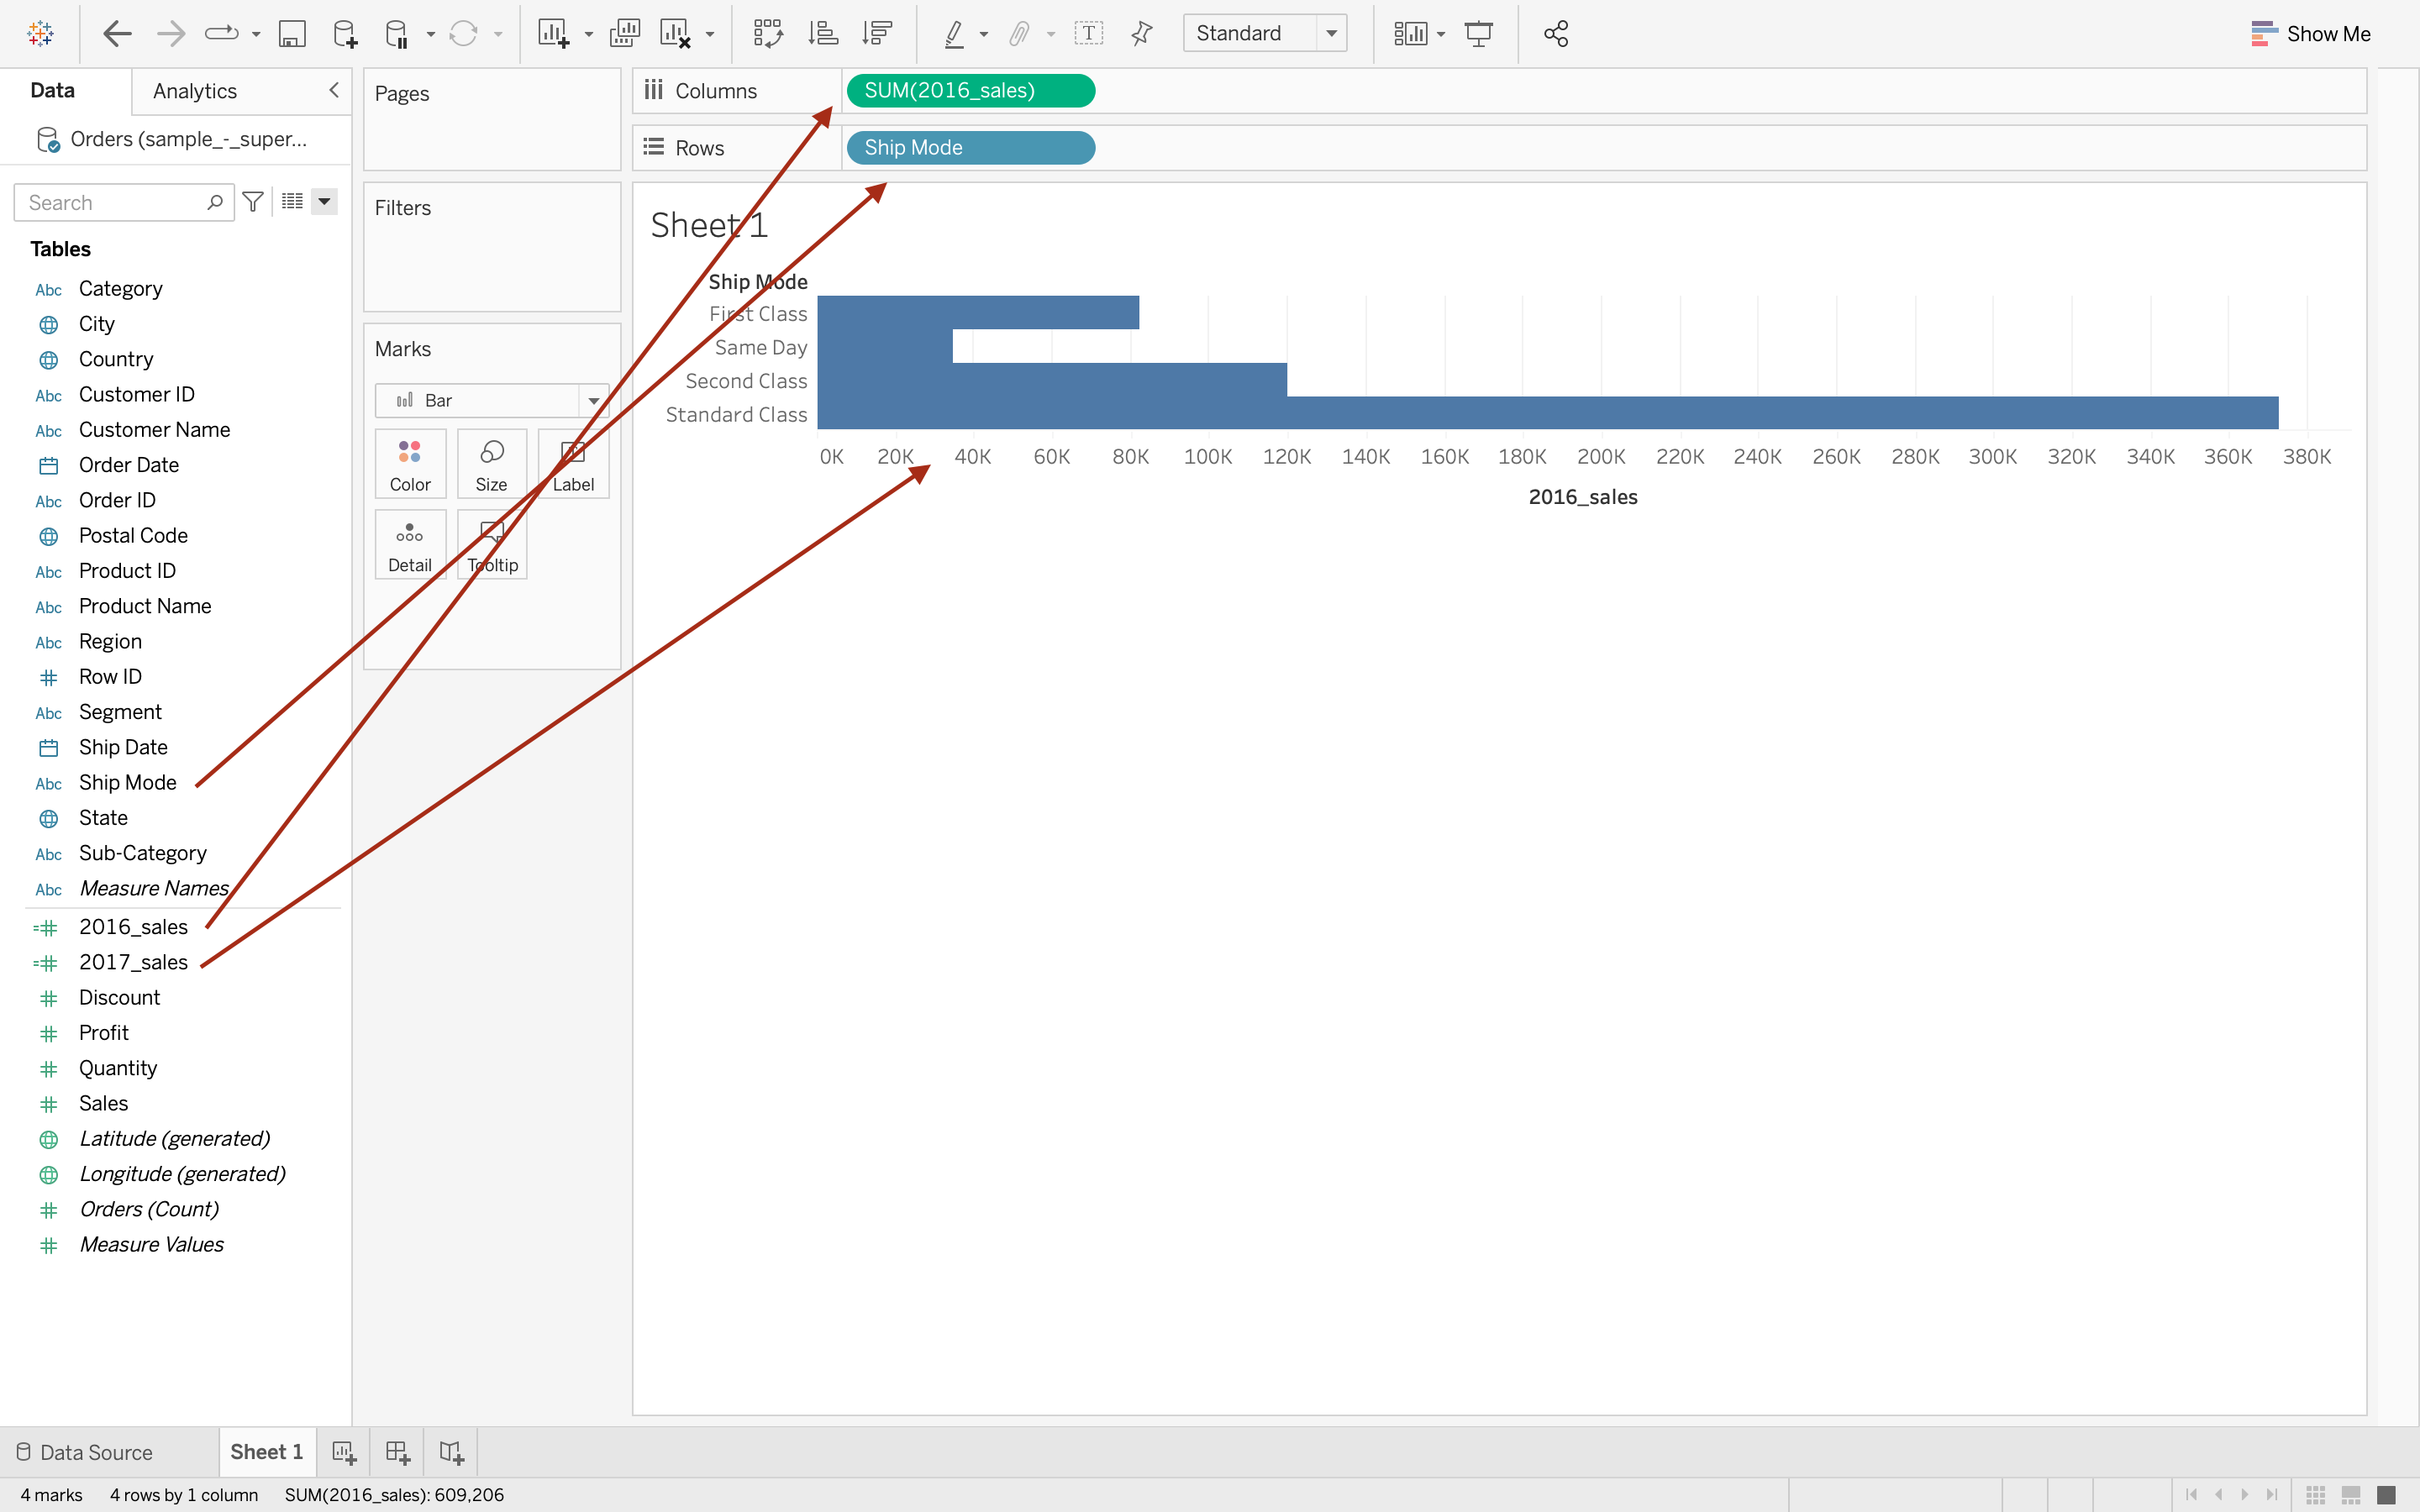 Standard
Show Me
Data
Analytics
Orders (sample_-_super...
Search
Tables
Abc Category
City
Country
Abc Customer ID
Abc Customer Name
Order Date
Abc Order ID
Postal Code
Abc Product ID
Abc Product Name
Abc Region
Row ID
Abc Segment
Ship Date
Abc Ship Mode
State
Abc Sub-Category
Abc Measure Names
=# 2016_sales
=# 2017_sales
# Discount
# Profit
# Quantity
# Sales
Latitude (generated)
Longitude (generated)
# Orders (Count)
# Measure Values
Pages
Filters
Marks
Bar
Color Size Label
Detail Tooltip
Columns SUM(2016_sales)
Rows Ship Mode
Sheet 1
Ship Mode
First Class
Same Day
Second Class
Standard Class
0K 20K 40K 60K 80K 100K 120K 140K 160K 180K 200K 220K 240K 260K 280K 300K 320K 340K 360K 380K
2016_sales
Data Source Sheet 1
4 marks 4 rows by 1 column SUM(2016_sales): 609,206